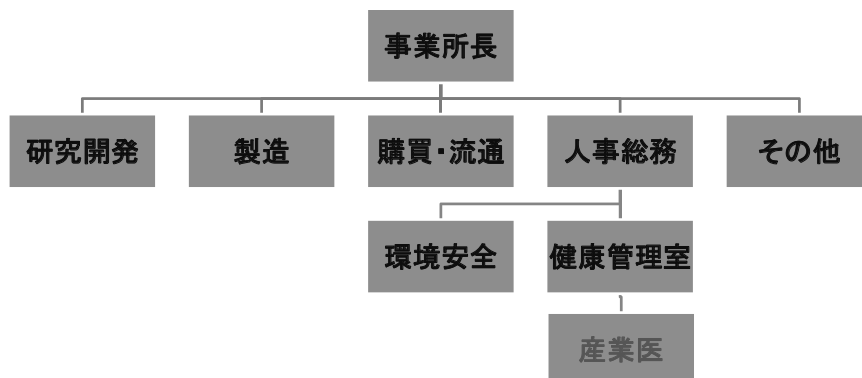 事業所長
研究開発
製造
購買・流通
人事総務
その他
環境安全
健康管理室
産業医